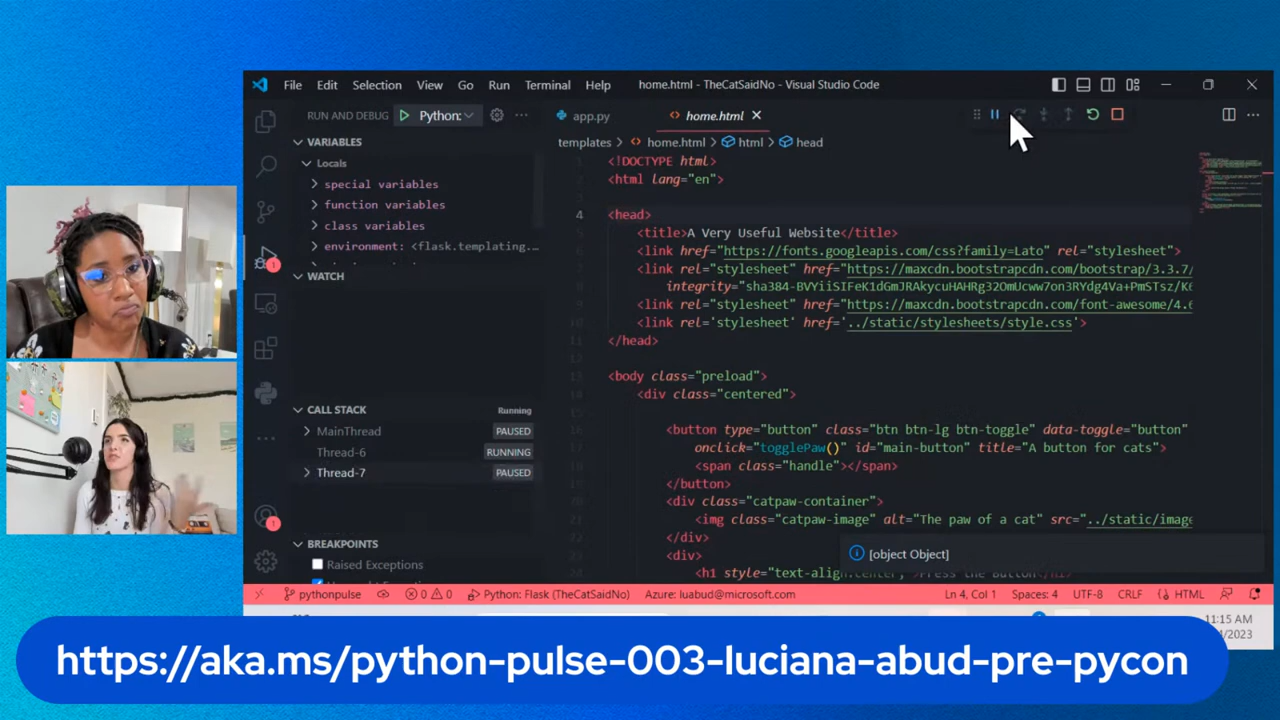 File Edit Selection View Go Run Terminal Help home.html - TheCatSaidNo - Visual Studio Code
RUN AND DEBUG Python: ...
app.py
home.html
VARIABLES
Locals
special variables
function variables
class variables
environment: <flask.templating...
WATCH
CALL STACK Running
MainThread PAUSED
Thread-6 RUNNING
Thread-7 PAUSED
BREAKPOINTS
Raised Exceptions
templates > home.html > html > head
<!DOCTYPE html>
<html lang="en">
4 <head>
<title>A Very Useful Website</title>
<link href="https://fonts.googleapis.com/css?family=Lato" rel="stylesheet">
<link rel="stylesheet" href="https://maxcdn.bootstrapcdn.com/bootstrap/3.3.7/
<link rel="stylesheet" href="https://maxcdn.bootstrapcdn.com/font-awesome/4.6
<link rel='stylesheet' href='../static/stylesheets/style.css'>
</head>
<body class="preload">
<div class="centered">
<button type="button" class="btn btn-lg btn-toggle" data-toggle="button"
onclick="togglePaw()" id="main-button" title="A button for cats">
<span class="handle"></span>
</button>
<div class="catpaw-container">
<img class="catpaw-image" alt="The paw of a cat" src="../static/image
</div>
<div>
[object Object]
pythonpulse 0 0 Python: Flask (TheCatSaidNo) Azure: luabud@microsoft.com Ln 4, Col 1 Spaces: 4 UTF-8 CRLF HTML
11:15 AM
/2023
https://aka.ms/python-pulse-003-luciana-abud-pre-pycon